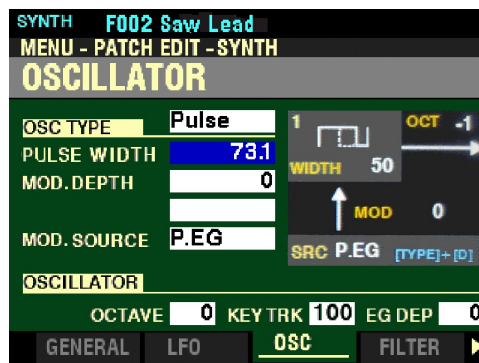 SYNTH F002 Saw Lead
MENU - PATCH EDIT - SYNTH
OSCILLATOR
OSC TYPE Pulse
PULSE WIDTH 73.1
MOD. DEPTH 0
MOD. SOURCE P.EG
1 OCT -1
WIDTH 50
MOD 0
SRC P.EG [TYPE]+[D]
OSCILLATOR
OCTAVE 0 KEY TRK 100 EG DEP 0
GENERAL LFO OSC FILTER